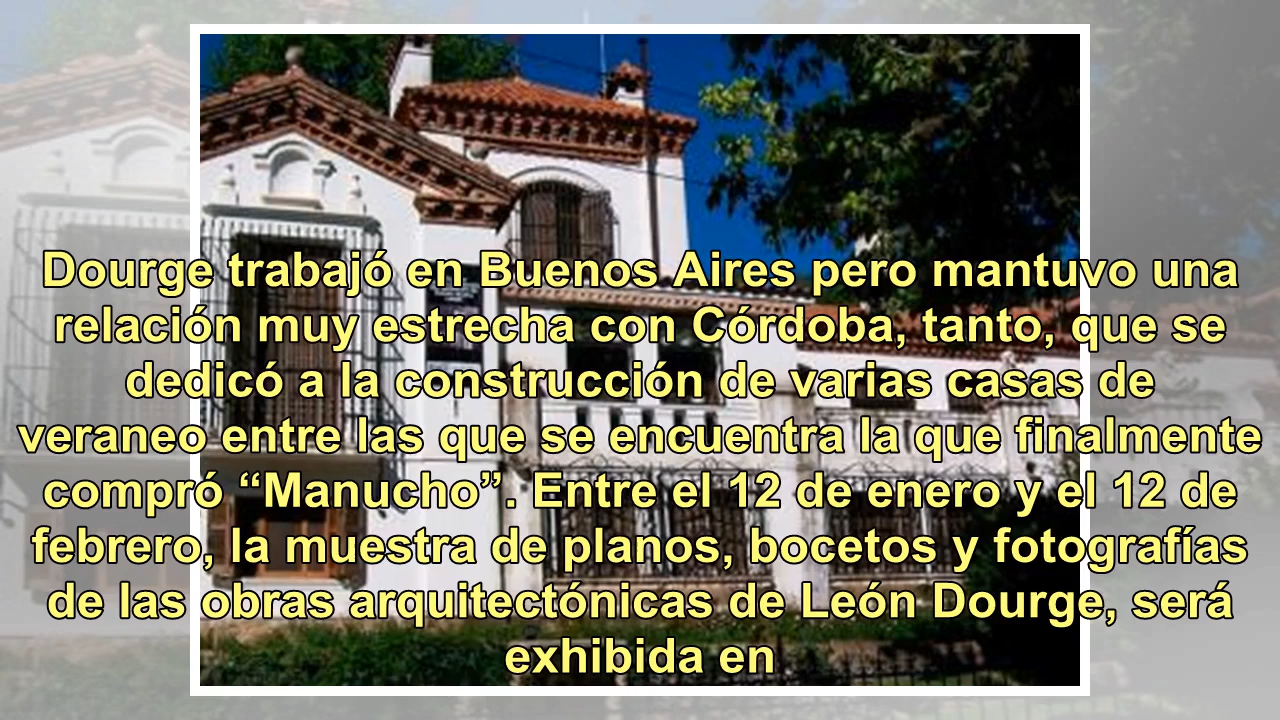 Dourge trabajó en Buenos Aires pero mantuvo una
relación muy estrecha con Córdoba, tanto, que se
dedicó a la construcción de varias casas de
veraneo entre las que se encuentra la que finalmente
compró “Manucho”. Entre el 12 de enero y el 12 de
febrero, la muestra de planos, bocetos y fotografías
de las obras arquitectónicas de León Dourge, será
exhibida en